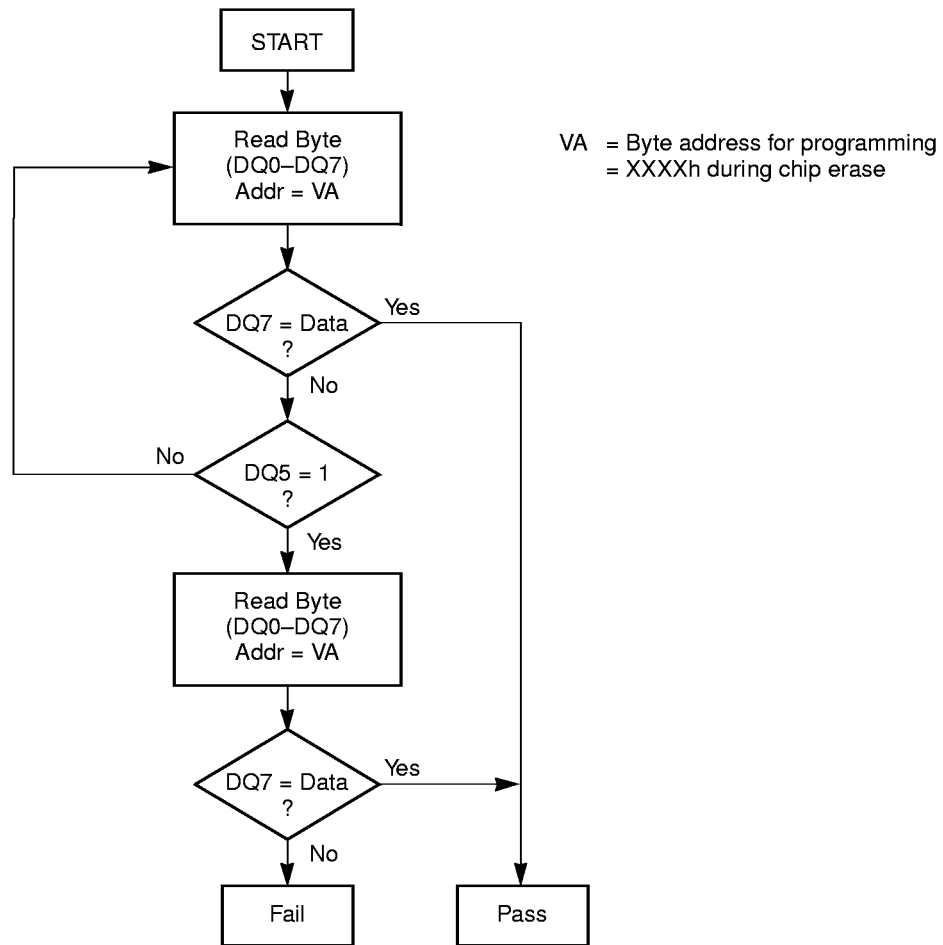 START
Read Byte
(DQ0–DQ7)
Addr = VA
VA = Byte address for programming
= XXXXh during chip erase
DQ7 = Data
?
Yes
No
DQ5 = 1
?
No
Yes
Read Byte
(DQ0–DQ7)
Addr = VA
DQ7 = Data
?
Yes
No
Fail
Pass